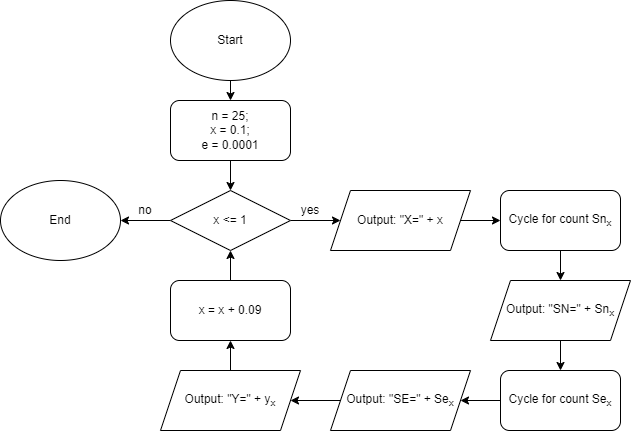 Start
n = 25;
x = 0.1;
e = 0.0001
End
no
x <= 1
yes
Output: "X=" + x
Cycle for count Snx
x = x + 0.09
Output: "SN=" + Snx
Output: "Y=" + yx
Output: "SE=" + Sex
Cycle for count Sex